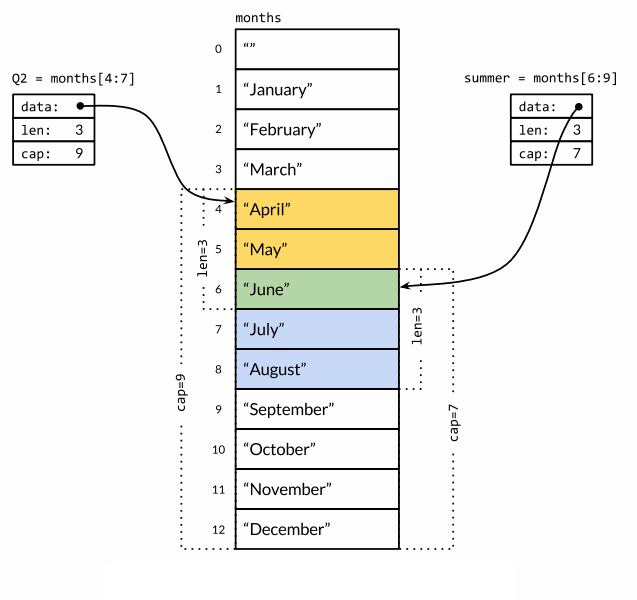 months
Q2 = months[4:7]
data:
len: 3
cap: 9
summer = months[6:9]
data:
len: 3
cap: 7
0 “”
1 “January”
2 “February”
3 “March”
4 “April”
5 “May”
6 “June”
7 “July”
8 “August”
9 “September”
10 “October”
11 “November”
12 “December”
len=3
cap=9
len=3
cap=7